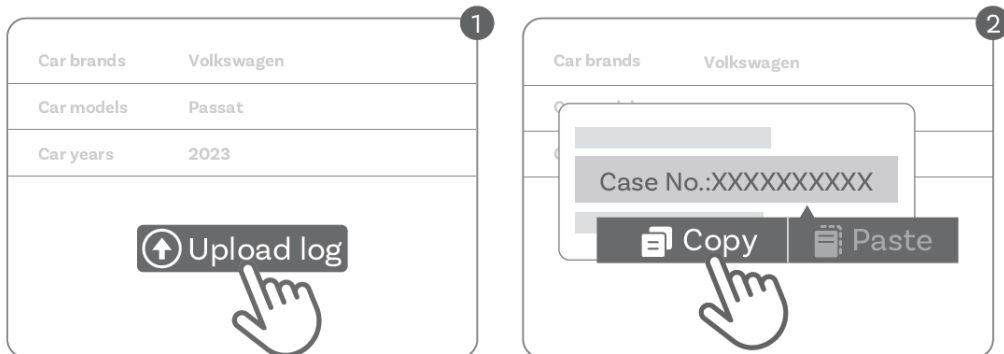 1
Car brands Volkswagen
Car models Passat
Car years 2023
Upload log
2
Car brands Volkswagen
Case No.:XXXXXXXXXX
Copy Paste